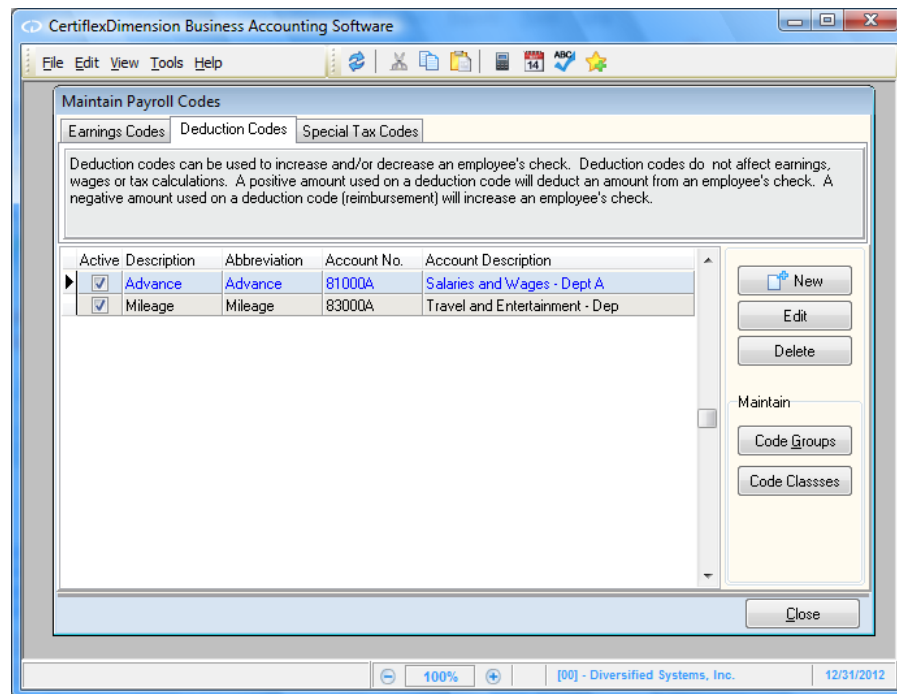 CertiflexDimension Business Accounting Software
File Edit View Tools Help
14
ABC
Maintain Payroll Codes
Earnings Codes Deduction Codes Special Tax Codes
Deduction codes can be used to increase and/or decrease an employee's check. Deduction codes do not affect earnings,
wages or tax calculations. A positive amount used on a deduction code will deduct an amount from an employee's check. A
negative amount used on a deduction code (reimbursement) will increase an employee's check.
Active Description Abbreviation Account No. Account Description
Advance Advance 81000A Salaries and Wages - Dept A
Mileage Mileage 83000A Travel and Entertainment - Dep
New
Edit
Delete
Maintain
Code Groups
Code Classses
Close
100% [00] - Diversified Systems, Inc. 12/31/2012